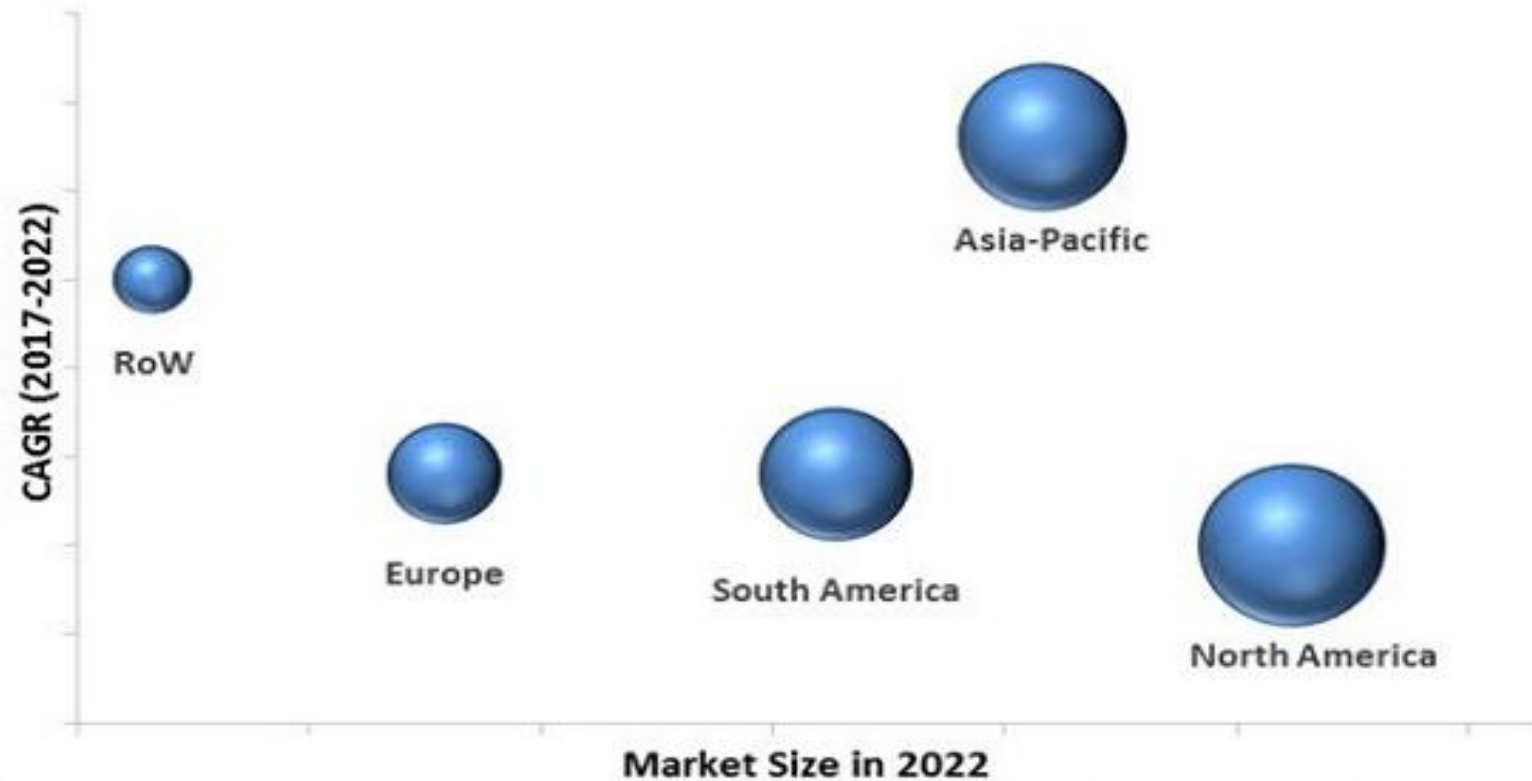 CAGR (2017-2022)
Asia-Pacific
RoW
Europe
South America
North America
Market Size in 2022